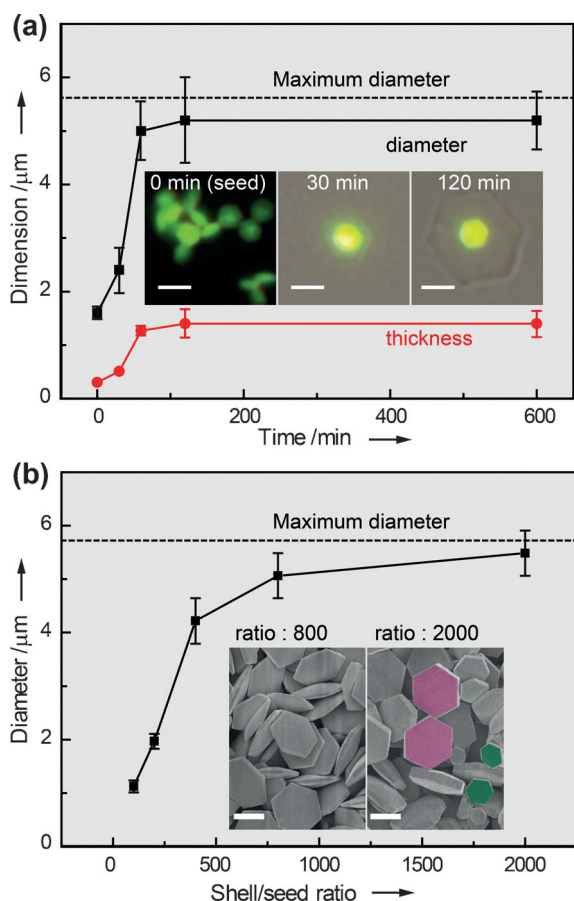 (a)
6
4
2
0
Dimension /μm
Maximum diameter
diameter
0 min (seed)
30 min
120 min
thickness
0
200
400
600
Time /min
(b)
6
4
2
0
Diameter /μm
Maximum diameter
ratio : 800
ratio : 2000
0
500
1000
1500
2000
Shell/seed ratio